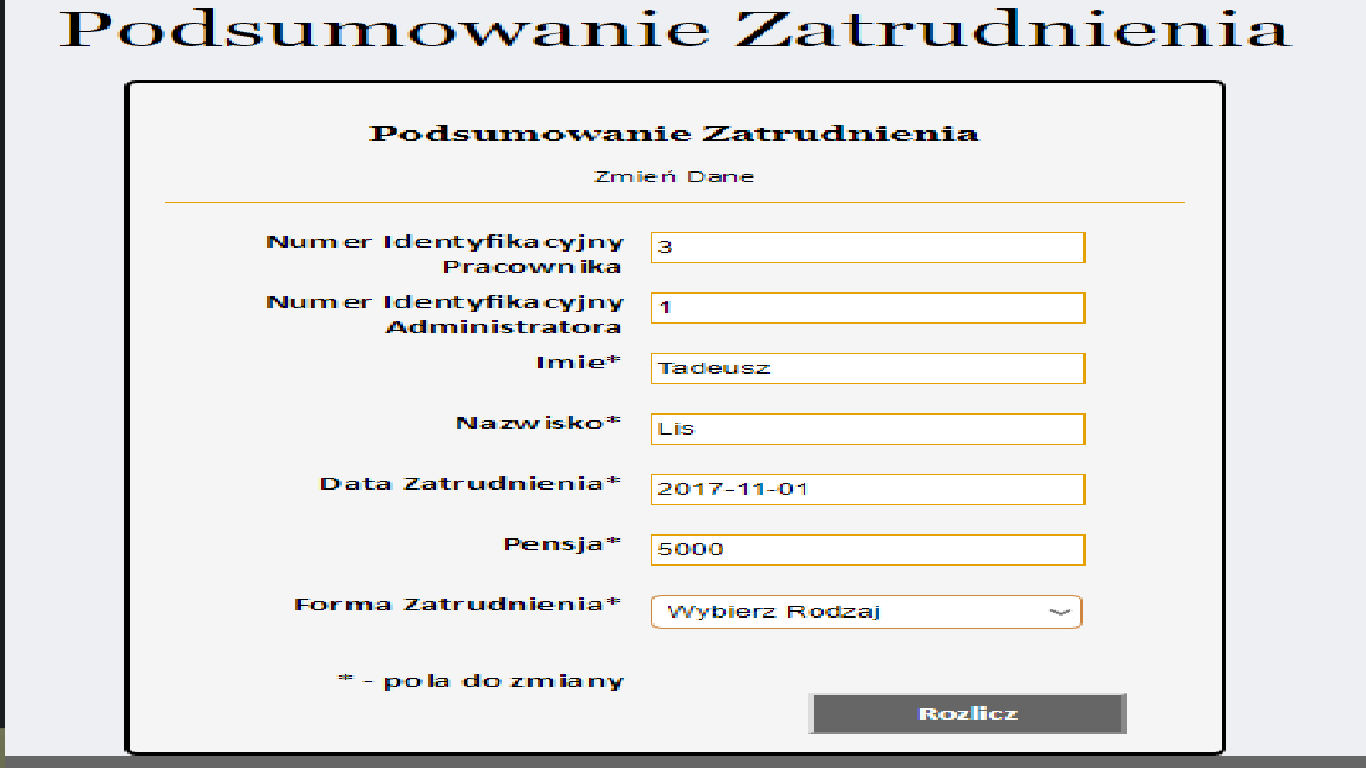 Podsumowanie Zatrudnienia
Podsumowanie Zatrudnienia
Zmień Dane
Numer Identyfikacyjny
Pracownika
3
Numer Identyfikacyjny
Administratora
1
Imie*
Tadeusz
Nazwisko*
Lis
Data Zatrudnienia*
2017-11-01
Pensja*
5000
Forma Zatrudnienia*
Wybierz Rodzaj
* - pola do zmiany
Rozlicz